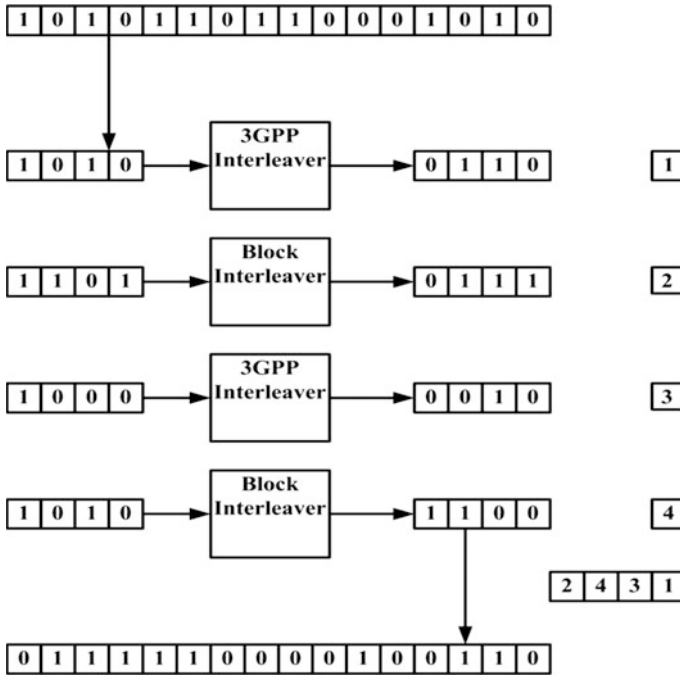 1 0 1 0 1 1 0 1 1 0 0 0 1 0 1 0
3GPP
Interleaver
1 0 1 0
0 1 1 0
1
Block
Interleaver
1 1 0 1
0 1 1 1
2
3GPP
Interleaver
1 0 0 0
0 0 1 0
3
Block
Interleaver
1 0 1 0
1 1 0 0
4
2 4 3 1
0 1 1 1 1 1 0 0 0 0 1 0 0 1 1 0